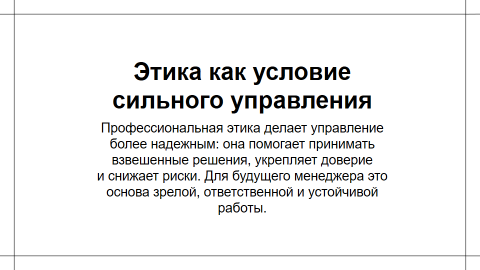 Этика как условие
сильного управления
Профессиональная этика делает управление
более надежным: она помогает принимать
взвешенные решения, укрепляет доверие
и снижает риски. Для будущего менеджера это
основа зрелой, ответственной и устойчивой
работы.